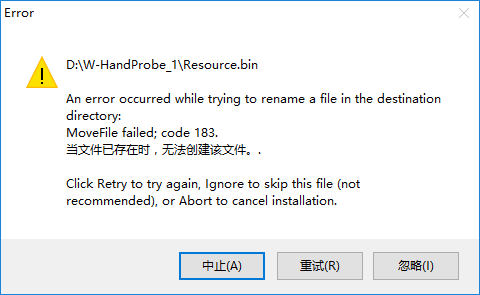 Error
D:\W-HandProbe_1\Resource.bin
An error occurred while trying to rename a file in the destination
directory:
MoveFile failed; code 183.
当文件已存在时，无法创建该文件。.
Click Retry to try again, Ignore to skip this file (not
recommended), or Abort to cancel installation.
中止(A)
重试(R)
忽略(I)